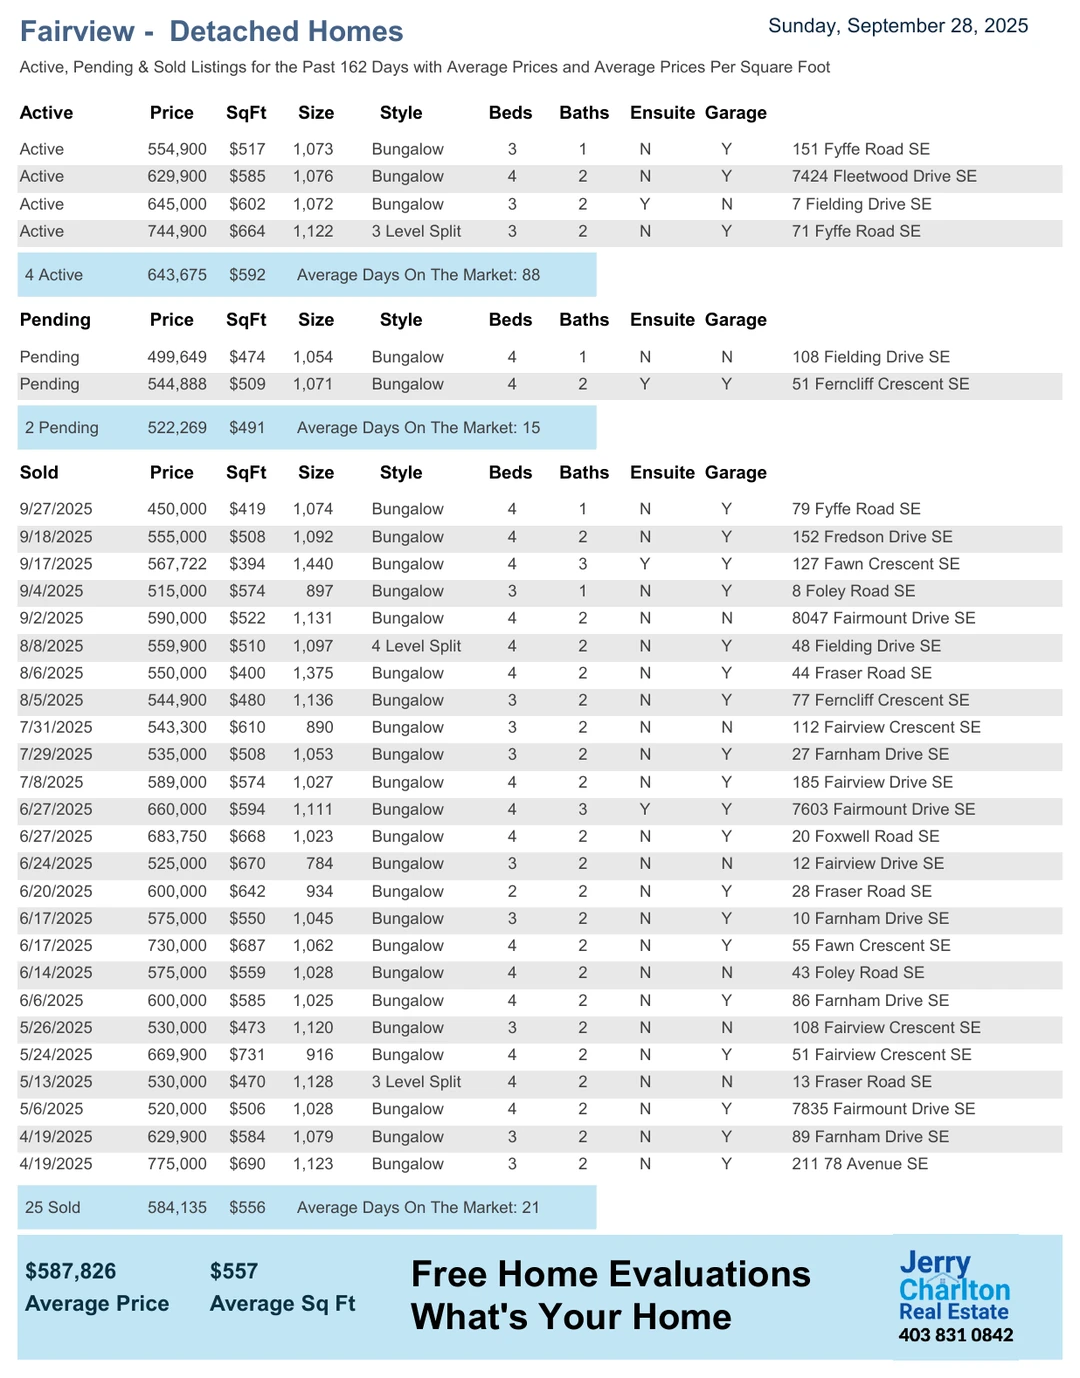 Fairview - Detached Homes
Sunday, September 28, 2025
Active, Pending & Sold Listings for the Past 162 Days with Average Prices and Average Prices Per Square Foot
Active Price SqFt Size Style Beds Baths Ensuite Garage
Active 554,900 $517 1,073 Bungalow 3 1 N Y 151 Fyffe Road SE
Active 629,900 $585 1,076 Bungalow 4 2 N Y 7424 Fleetwood Drive SE
Active 645,000 $602 1,072 Bungalow 3 2 Y N 7 Fielding Drive SE
Active 744,900 $664 1,122 3 Level Split 3 2 N Y 71 Fyffe Road SE
4 Active 643,675 $592 Average Days On The Market: 88
Pending Price SqFt Size Style Beds Baths Ensuite Garage
Pending 499,649 $474 1,054 Bungalow 4 1 N N 108 Fielding Drive SE
Pending 544,888 $509 1,071 Bungalow 4 2 Y Y 51 Ferncliff Crescent SE
2 Pending 522,269 $491 Average Days On The Market: 15
Sold Price SqFt Size Style Beds Baths Ensuite Garage
9/27/2025 450,000 $419 1,074 Bungalow 4 1 N Y 79 Fyffe Road SE
9/18/2025 555,000 $508 1,092 Bungalow 4 2 N Y 152 Fredson Drive SE
9/17/2025 567,722 $394 1,440 Bungalow 4 3 Y Y 127 Fawn Crescent SE
9/4/2025 515,000 $574 897 Bungalow 3 1 N Y 8 Foley Road SE
9/2/2025 590,000 $522 1,131 Bungalow 4 2 N N 8047 Fairmount Drive SE
8/8/2025 559,900 $510 1,097 4 Level Split 4 2 N Y 48 Fielding Drive SE
8/6/2025 550,000 $400 1,375 Bungalow 4 2 N Y 44 Fraser Road SE
8/5/2025 544,900 $480 1,136 Bungalow 3 2 N Y 77 Ferncliff Crescent SE
7/31/2025 543,300 $610 890 Bungalow 3 2 N N 112 Fairview Crescent SE
7/29/2025 535,000 $508 1,053 Bungalow 3 2 N Y 27 Farnham Drive SE
7/8/2025 589,000 $574 1,027 Bungalow 4 2 N Y 185 Fairview Drive SE
6/27/2025 660,000 $594 1,111 Bungalow 4 3 Y Y 7603 Fairmount Drive SE
6/27/2025 683,750 $668 1,023 Bungalow 4 2 N Y 20 Foxwell Road SE
6/24/2025 525,000 $670 784 Bungalow 3 2 N N 12 Fairview Drive SE
6/20/2025 600,000 $642 934 Bungalow 2 2 N Y 28 Fraser Road SE
6/17/2025 575,000 $550 1,045 Bungalow 3 2 N Y 10 Farnham Drive SE
6/17/2025 730,000 $687 1,062 Bungalow 4 2 N Y 55 Fawn Crescent SE
6/14/2025 575,000 $559 1,028 Bungalow 4 2 N N 43 Foley Road SE
6/6/2025 600,000 $585 1,025 Bungalow 4 2 N Y 86 Farnham Drive SE
5/26/2025 530,000 $473 1,120 Bungalow 3 2 N N 108 Fairview Crescent SE
5/24/2025 669,900 $731 916 Bungalow 4 2 N Y 51 Fairview Crescent SE
5/13/2025 530,000 $470 1,128 3 Level Split 4 2 N N 13 Fraser Road SE
5/6/2025 520,000 $506 1,028 Bungalow 4 2 N Y 7835 Fairmount Drive SE
4/19/2025 629,900 $584 1,079 Bungalow 3 2 N Y 89 Farnham Drive SE
4/19/2025 775,000 $690 1,123 Bungalow 3 2 N Y 211 78 Avenue SE
25 Sold 584,135 $556 Average Days On The Market: 21
$587,826 $557
Average Price Average Sq Ft
Free Home Evaluations
What's Your Home
Jerry
Charlton
Real Estate
403 831 0842